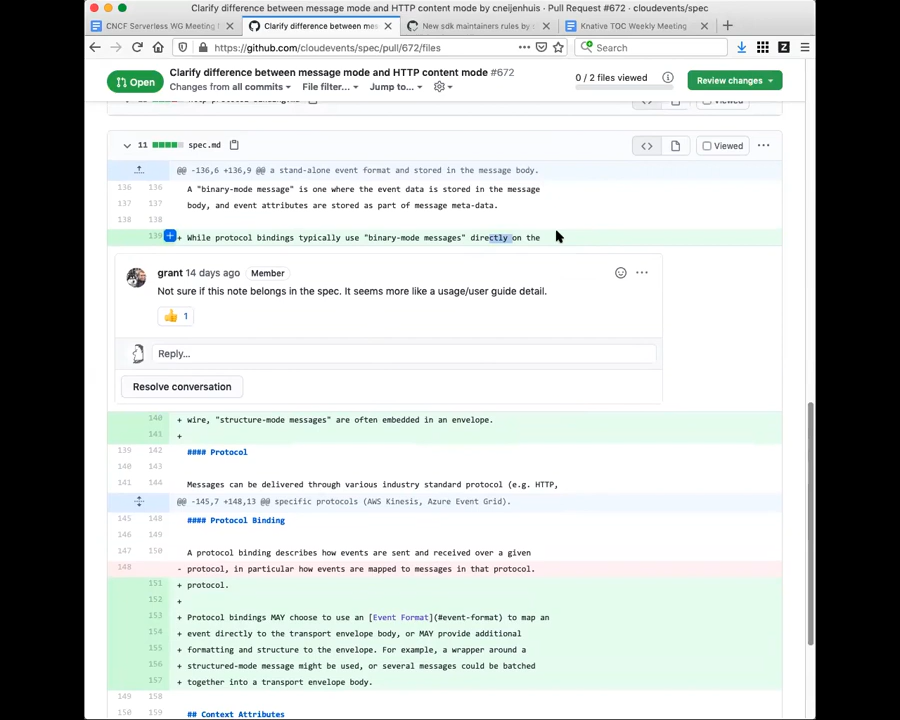 Clarify difference between message mode and HTTP content mode by cneijenhuis · Pull Request #672 · cloudevents/spec
CNCF Serverless WG Meeting
Clarify difference between mes
New sdk maintainers rules by s
Knative TOC Weekly Meeting
https://github.com/cloudevents/spec/pull/672/files
Search
Open
Clarify difference between message mode and HTTP content mode #672
Changes from all commits
File filter...
Jump to...
0 / 2 files viewed
Review changes
Viewed
11 spec.md
Viewed
@@ -136,6 +136,9 @@ a stand-alone event format and stored in the message body.
136 136 A "binary-mode message" is one where the event data is stored in the message
137 137 body, and event attributes are stored as part of message meta-data.
138 138
139 + While protocol bindings typically use "binary-mode messages" directly on the
grant 14 days ago Member
Not sure if this note belongs in the spec. It seems more like a usage/user guide detail.
👍 1
Reply...
Resolve conversation
140 + wire, "structure-mode messages" are often embedded in an envelope.
141 +
139 142 #### Protocol
140 143
141 144 Messages can be delivered through various industry standard protocol (e.g. HTTP,
@@ -145,7 +148,13 @@ specific protocols (AWS Kinesis, Azure Event Grid).
145 148 #### Protocol Binding
146 149
147 150 A protocol binding describes how events are sent and received over a given
148 - protocol, in particular how events are mapped to messages in that protocol.
151 + protocol.
152 +
153 + Protocol bindings MAY choose to use an [Event Format](#event-format) to map an
154 + event directly to the transport envelope body, or MAY provide additional
155 + formatting and structure to the envelope. For example, a wrapper around a
156 + structured-mode message might be used, or several messages could be batched
157 + together into a transport envelope body.
149 158
150 159 ## Context Attributes